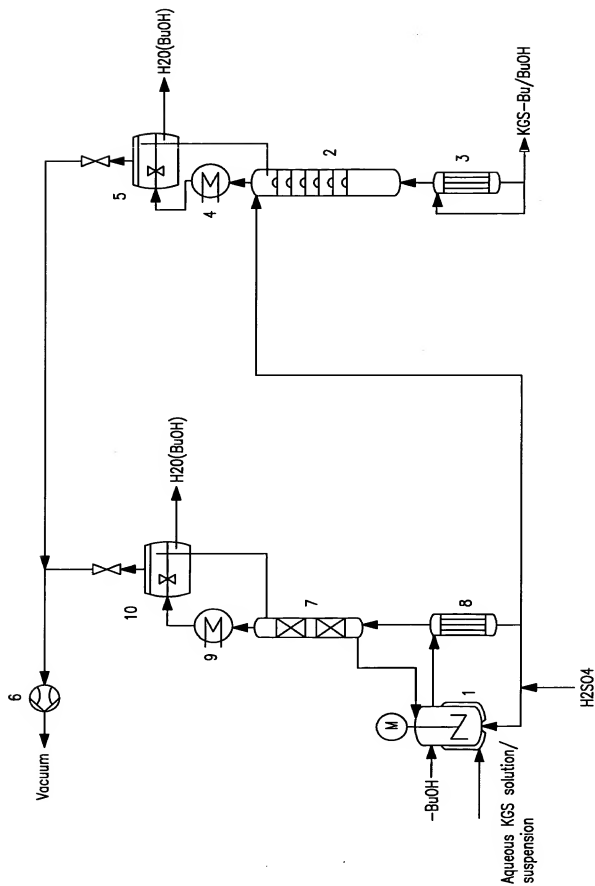 H2O(BuOH)
5
4
2
3
KGS-Bu/BuOH
H2O(BuOH)
10
9
7
8
6
Vacuum
M
1
-BuOH
H2SO4
Aqueous KGS solution/
suspension